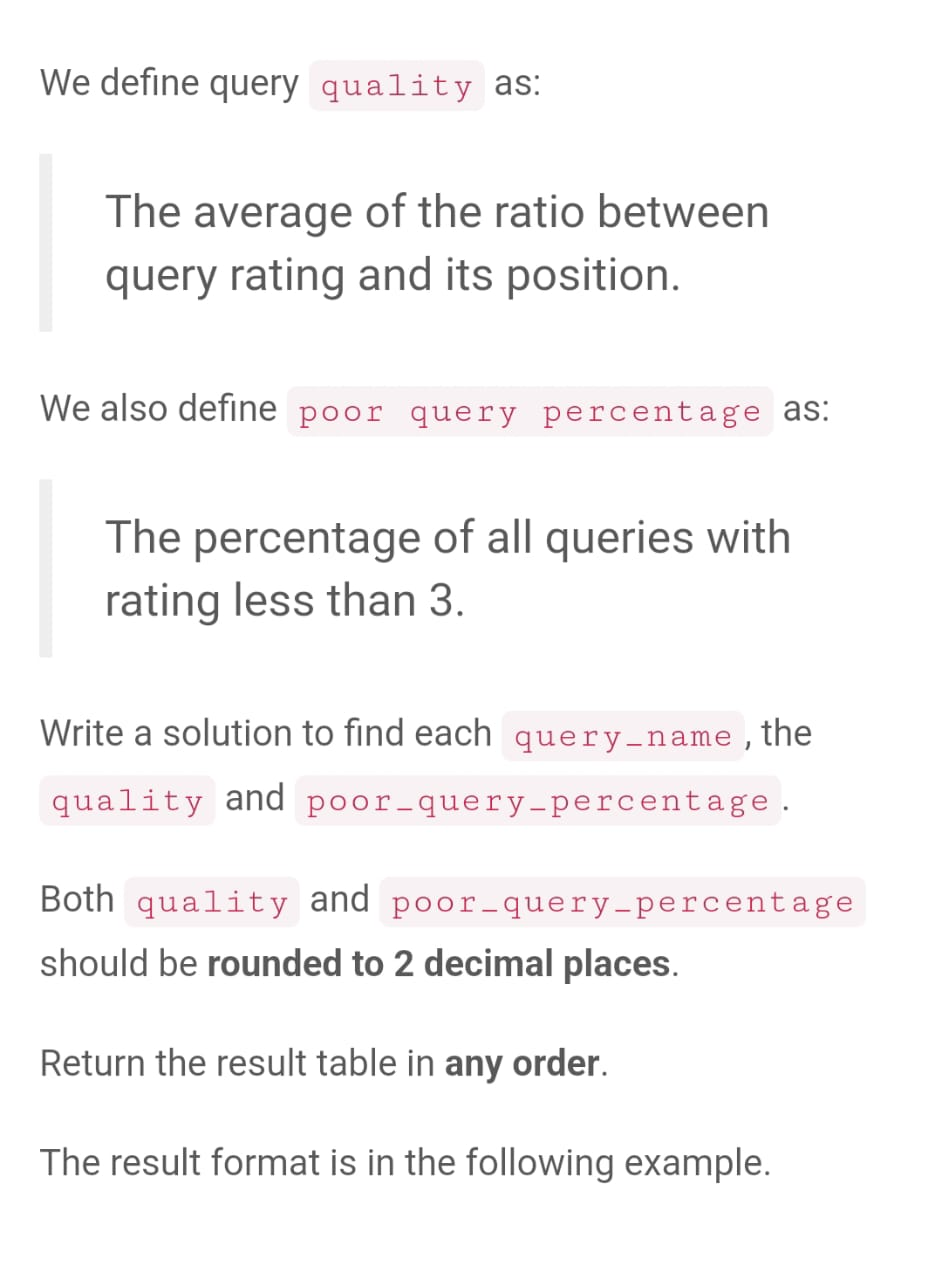 We define query quality as:
The average of the ratio between
query rating and its position.
We also define poor query percentage as:
The percentage of all queries with
rating less than 3.
Write a solution to find each query_name , the
quality and poor_query_percentage .
Both quality and poor_query_percentage
should be rounded to 2 decimal places.
Return the result table in any order.
The result format is in the following example.